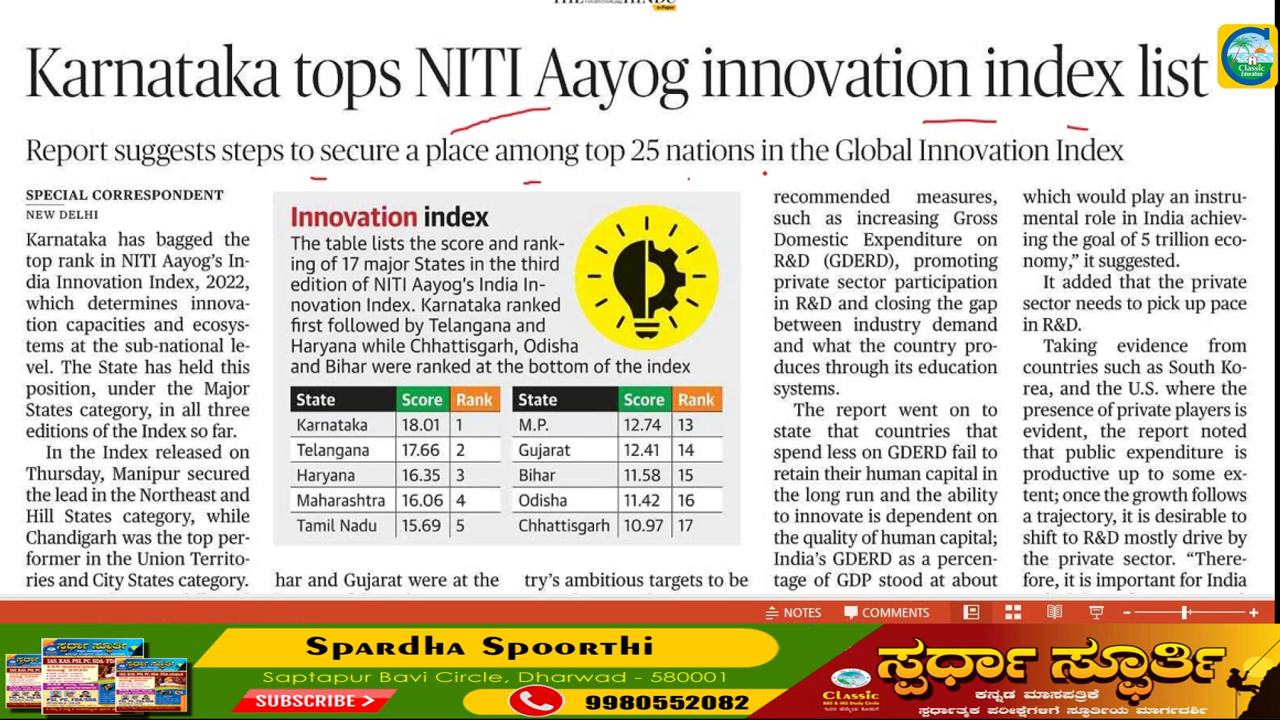 THE HINDU
e-Paper
Karnataka tops NITI Aayog innovation index list
Classic
Education
Report suggests steps to secure a place among top 25 nations in the Global Innovation Index
SPECIAL CORRESPONDENT
NEW DELHI
Karnataka has bagged the
top rank in NITI Aayog's In-
dia Innovation Index, 2022,
which determines innova-
tion capacities and ecosys-
tems at the sub-national le-
vel. The State has held this
position, under the Major
States category, in all three
editions of the Index so far.
In the Index released on
Thursday, Manipur secured
the lead in the Northeast and
Hill States category, while
Chandigarh was the top per-
former in the Union Territo-
ries and City States category.
Innovation index
The table lists the score and rank-
ing of 17 major States in the third
edition of NITI Aayog's India In-
novation Index. Karnataka ranked
first followed by Telangana and
Haryana while Chhattisgarh, Odisha
and Bihar were ranked at the bottom of the index
State Score Rank State Score Rank
Karnataka 18.01 1 M.P. 12.74 13
Telangana 17.66 2 Gujarat 12.41 14
Haryana 16.35 3 Bihar 11.58 15
Maharashtra 16.06 4 Odisha 11.42 16
Tamil Nadu 15.69 5 Chhattisgarh 10.97 17
har and Gujarat were at the
try's ambitious targets to be
recommended measures,
such as increasing Gross
Domestic Expenditure on
R&D (GDERD), promoting
private sector participation
in R&D and closing the gap
between industry demand
and what the country pro-
duces through its education
systems.
The report went on to
state that countries that
spend less on GDERD fail to
retain their human capital in
the long run and the ability
to innovate is dependent on
the quality of human capital;
India's GDERD as a percen-
tage of GDP stood at about
which would play an instru-
mental role in India achiev-
ing the goal of 5 trillion eco-
nomy," it suggested.
It added that the private
sector needs to pick up pace
in R&D.
Taking evidence from
countries such as South Ko-
rea, and the U.S. where the
presence of private players is
evident, the report noted
that public expenditure is
productive up to some ex-
tent; once the growth follows
a trajectory, it is desirable to
shift to R&D mostly drive by
the private sector. "There-
fore, it is important for India
NOTES COMMENTS
Spardha Spoorthi
Saptapur Bavi Circle, Dharwad - 580001
SUBSCRIBE 9980552082
Classic
ಸ್ಪರ್ಧಾ ಸ್ಫೂರ್ತಿ
ಕನ್ನಡ ಮಾಸಪತ್ರಿಕೆ
ಸ್ಪರ್ಧಾತ್ಮಕ ಪರೀಕ್ಷೆಗಳಿಗೆ ಸ್ಫೂರ್ತಿಯ ಮಾರ್ಗದರ್ಶಿ